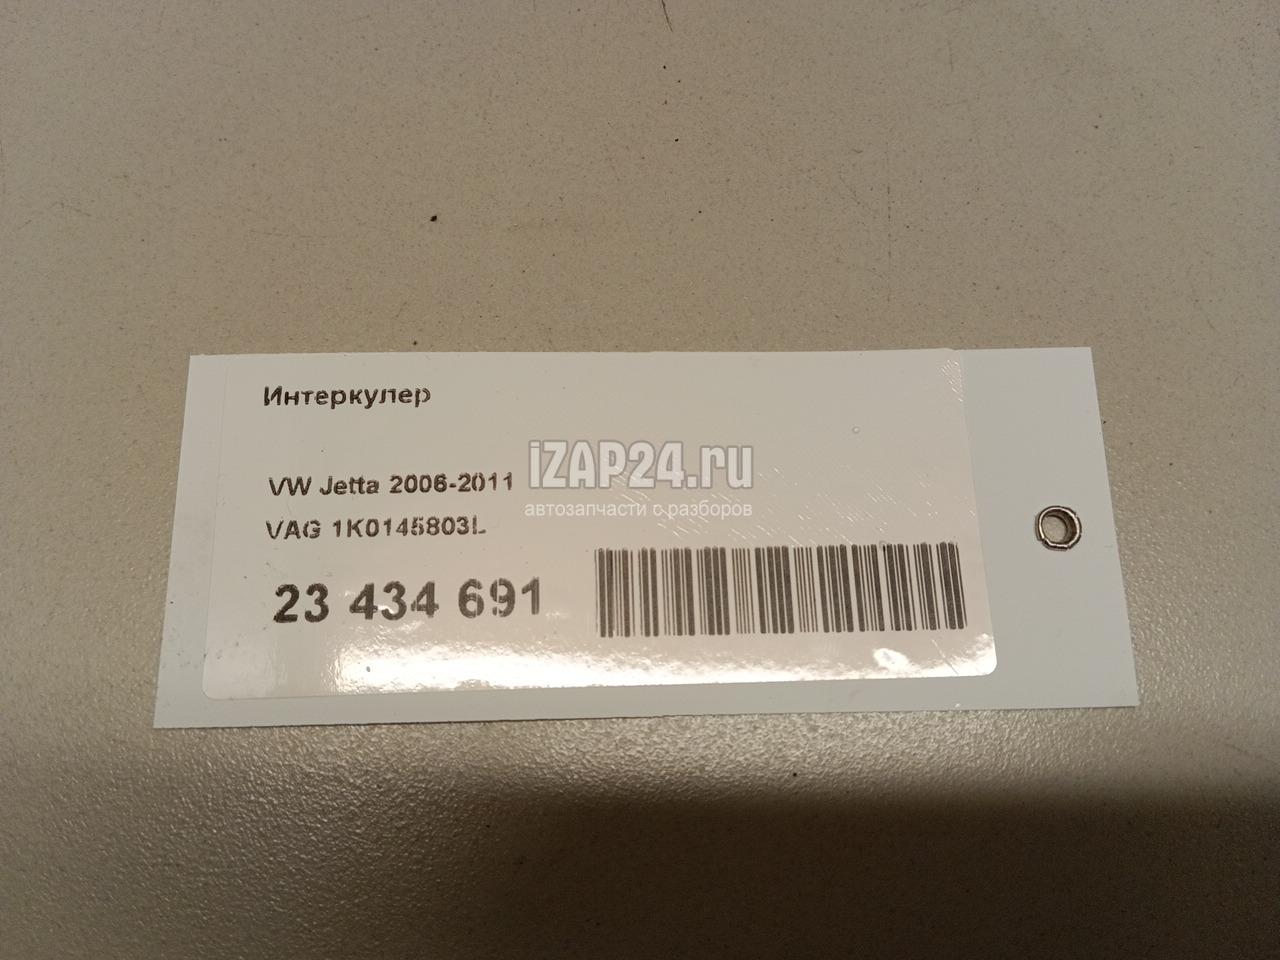 Интеркулер
iZAP24.ru
VW Jetta 2006-2011
автозапчасти с разборов
VAG 1K0145803L
23 434 691